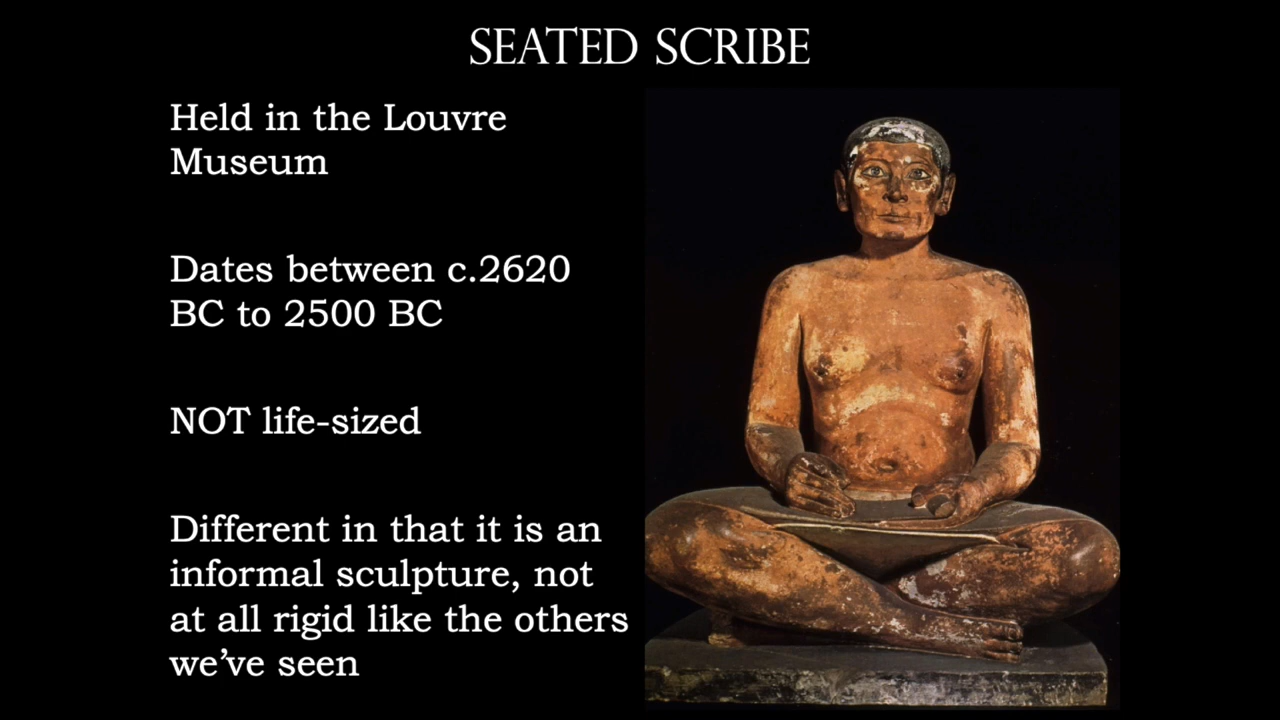 SEATED SCRIBE
Held in the Louvre
Museum
Dates between c.2620
BC to 2500 BC
NOT life-sized
Different in that it is an
informal sculpture, not
at all rigid like the others
we’ve seen